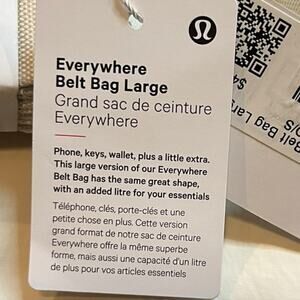 Everywhere
Belt Bag Large
Grand sac de ceinture
Everywhere
Phone, keys, wallet, plus a little extra.
This large version of our Everywhere
Belt Bag has the same great shape,
with an added litre for your essentials
Téléphone, clés, porte-clés et une
petite chose en plus. Cette version
grand format de notre sac de ceinture
Everywhere offre la même superbe
forme, mais aussi une capacité d'un litre
de plus pour vos articles essentiels
Belt Bag Lar